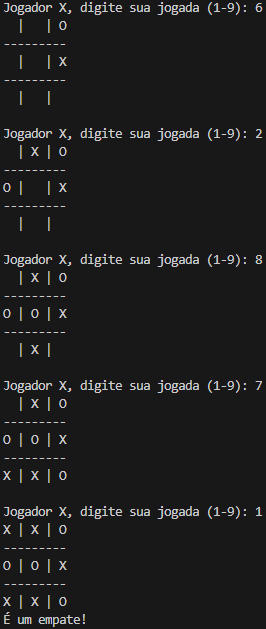 Jogador X, digite sua jogada (1-9): 6
  |   | O
---------
  |   | X
---------
  |   |

Jogador X, digite sua jogada (1-9): 2
  | X | O
---------
O |   | X
---------
  |   |

Jogador X, digite sua jogada (1-9): 8
  | X | O
---------
O | O | X
---------
  | X |

Jogador X, digite sua jogada (1-9): 7
  | X | O
---------
O | O | X
---------
X | X | O

Jogador X, digite sua jogada (1-9): 1
X | X | O
---------
O | O | X
---------
X | X | O
É um empate!